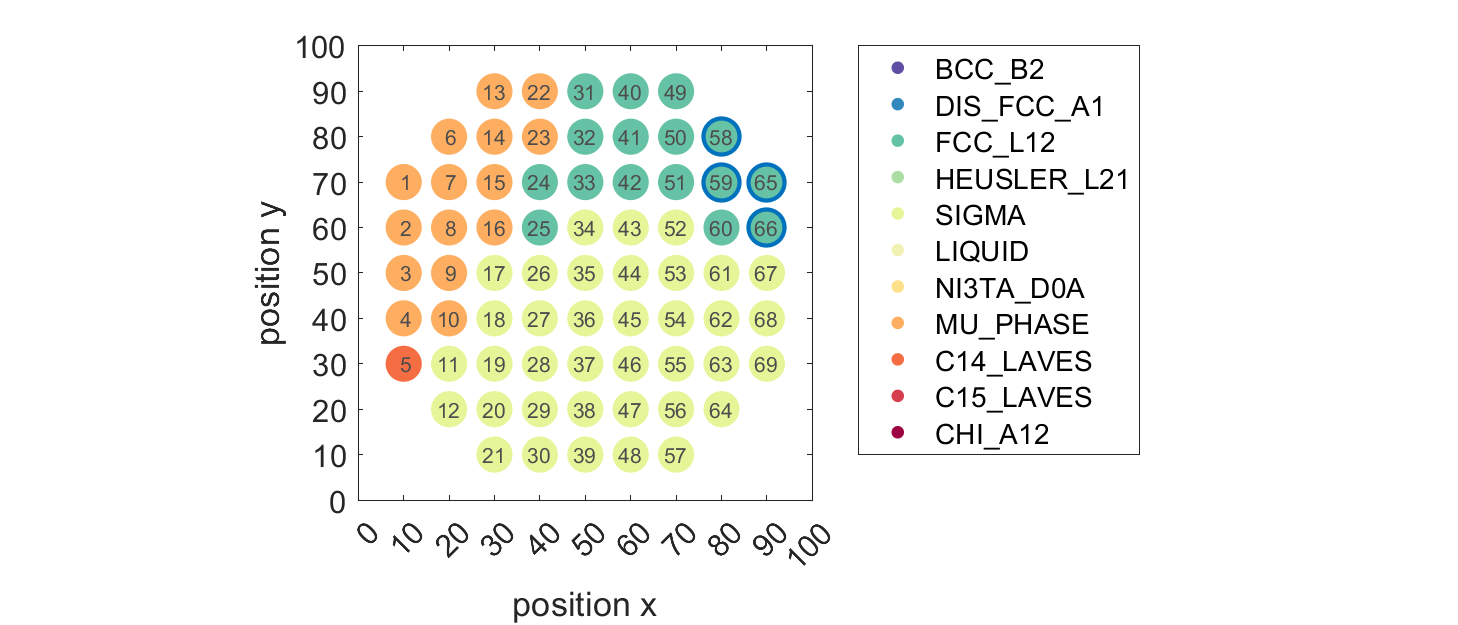 100
90 13 22 31 40 49
80 6 14 23 32 41 50 58
70 1 7 15 24 33 42 51 59 65
60 2 8 16 25 34 43 52 60 66
50 3 9 17 26 35 44 53 61 67
40 4 10 18 27 36 45 54 62 68
30 5 11 19 28 37 46 55 63 69
20 12 20 29 38 47 56 64
10 21 30 39 48 57
0
0 10 20 30 40 50 60 70 80 90 100
position x
position y
BCC_B2
DIS_FCC_A1
FCC_L12
HEUSLER_L21
SIGMA
LIQUID
NI3TA_D0A
MU_PHASE
C14_LAVES
C15_LAVES
CHI_A12